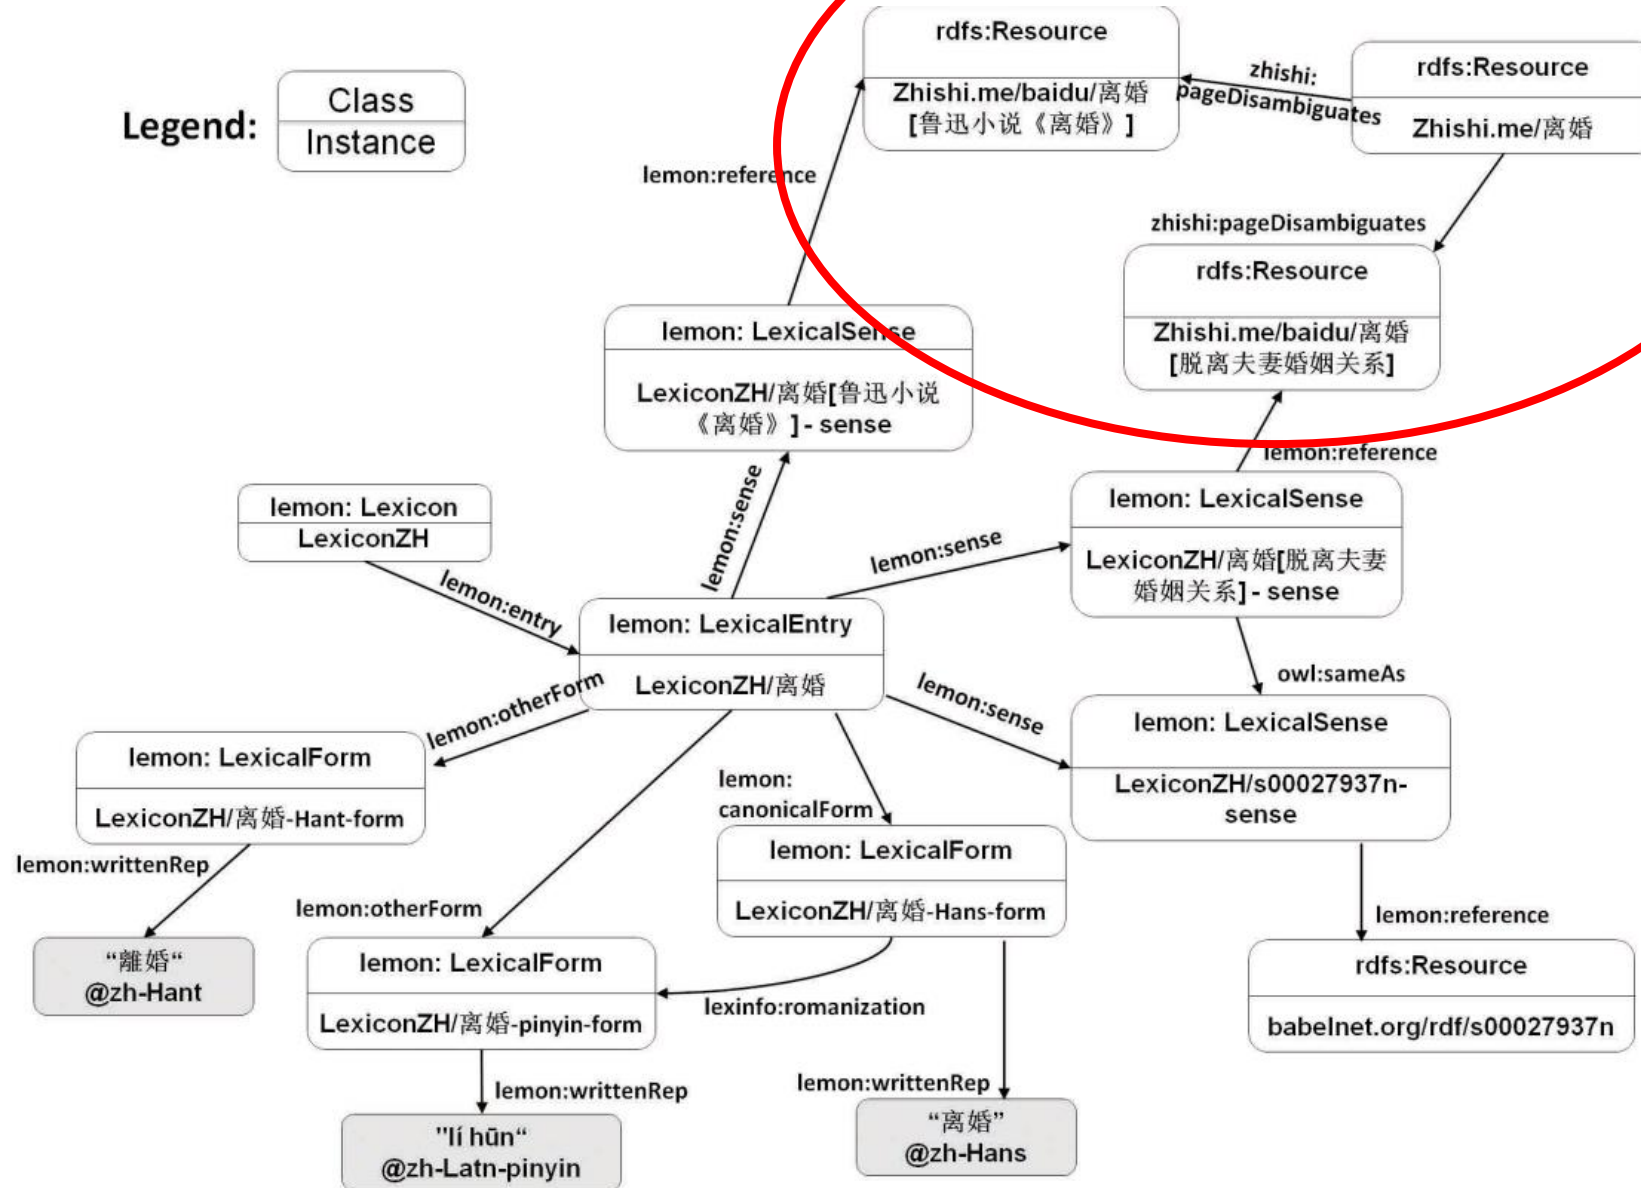 Legend:
Class
Instance
rdfs:Resource
Zhishi.me/baidu/离婚
[鲁迅小说《离婚》]
zhishi:
pageDisambiguates
rdfs:Resource
Zhishi.me/离婚
lemon:reference
zhishi:pageDisambiguates
rdfs:Resource
Zhishi.me/baidu/离婚
[脱离夫妻婚姻关系]
lemon: LexicalSense
LexiconZH/离婚[鲁迅小说
《离婚》] - sense
lemon:reference
lemon: Lexicon
LexiconZH
lemon:sense
lemon:sense
lemon: LexicalSense
LexiconZH/离婚[脱离夫妻
婚姻关系] - sense
lemon:entry
lemon: LexicalEntry
LexiconZH/离婚
owl:sameAs
lemon:otherForm
lemon:sense
lemon: LexicalSense
LexiconZH/s00027937n-
sense
lemon: LexicalForm
LexiconZH/离婚-Hant-form
lemon:
canonicalForm
lemon: LexicalForm
LexiconZH/离婚-Hans-form
lemon:writtenRep
lemon:otherForm
lemon:reference
“離婚“
@zh-Hant
lemon: LexicalForm
LexiconZH/离婚-pinyin-form
lexinfo:romanization
rdfs:Resource
babelnet.org/rdf/s00027937n
lemon:writtenRep
lemon:writtenRep
"lí hūn“
@zh-Latn-pinyin
“离婚”
@zh-Hans